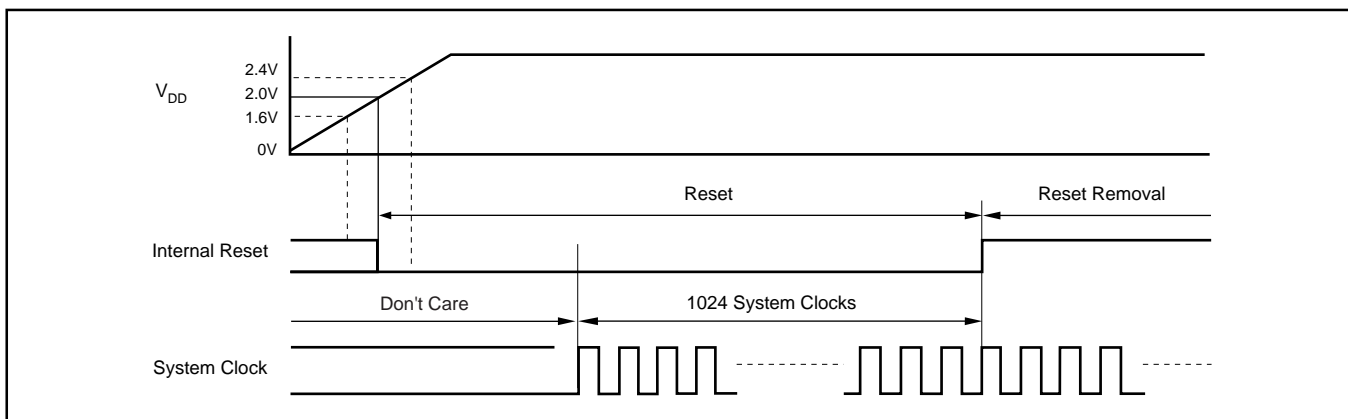 2.4V
V_DD
2.0V
1.6V
0V
Reset
Reset Removal
Internal Reset
Don't Care
1024 System Clocks
System Clock